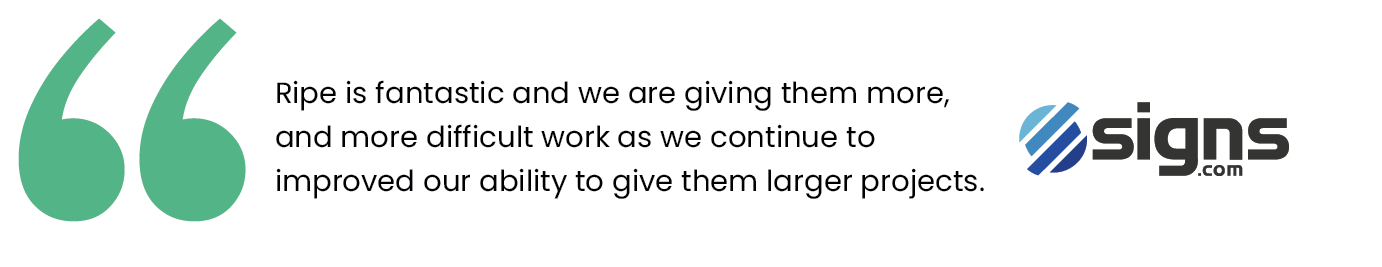 Ripe is fantastic and we are giving them more,
and more difficult work as we continue to
improved our ability to give them larger projects.
signs
.com